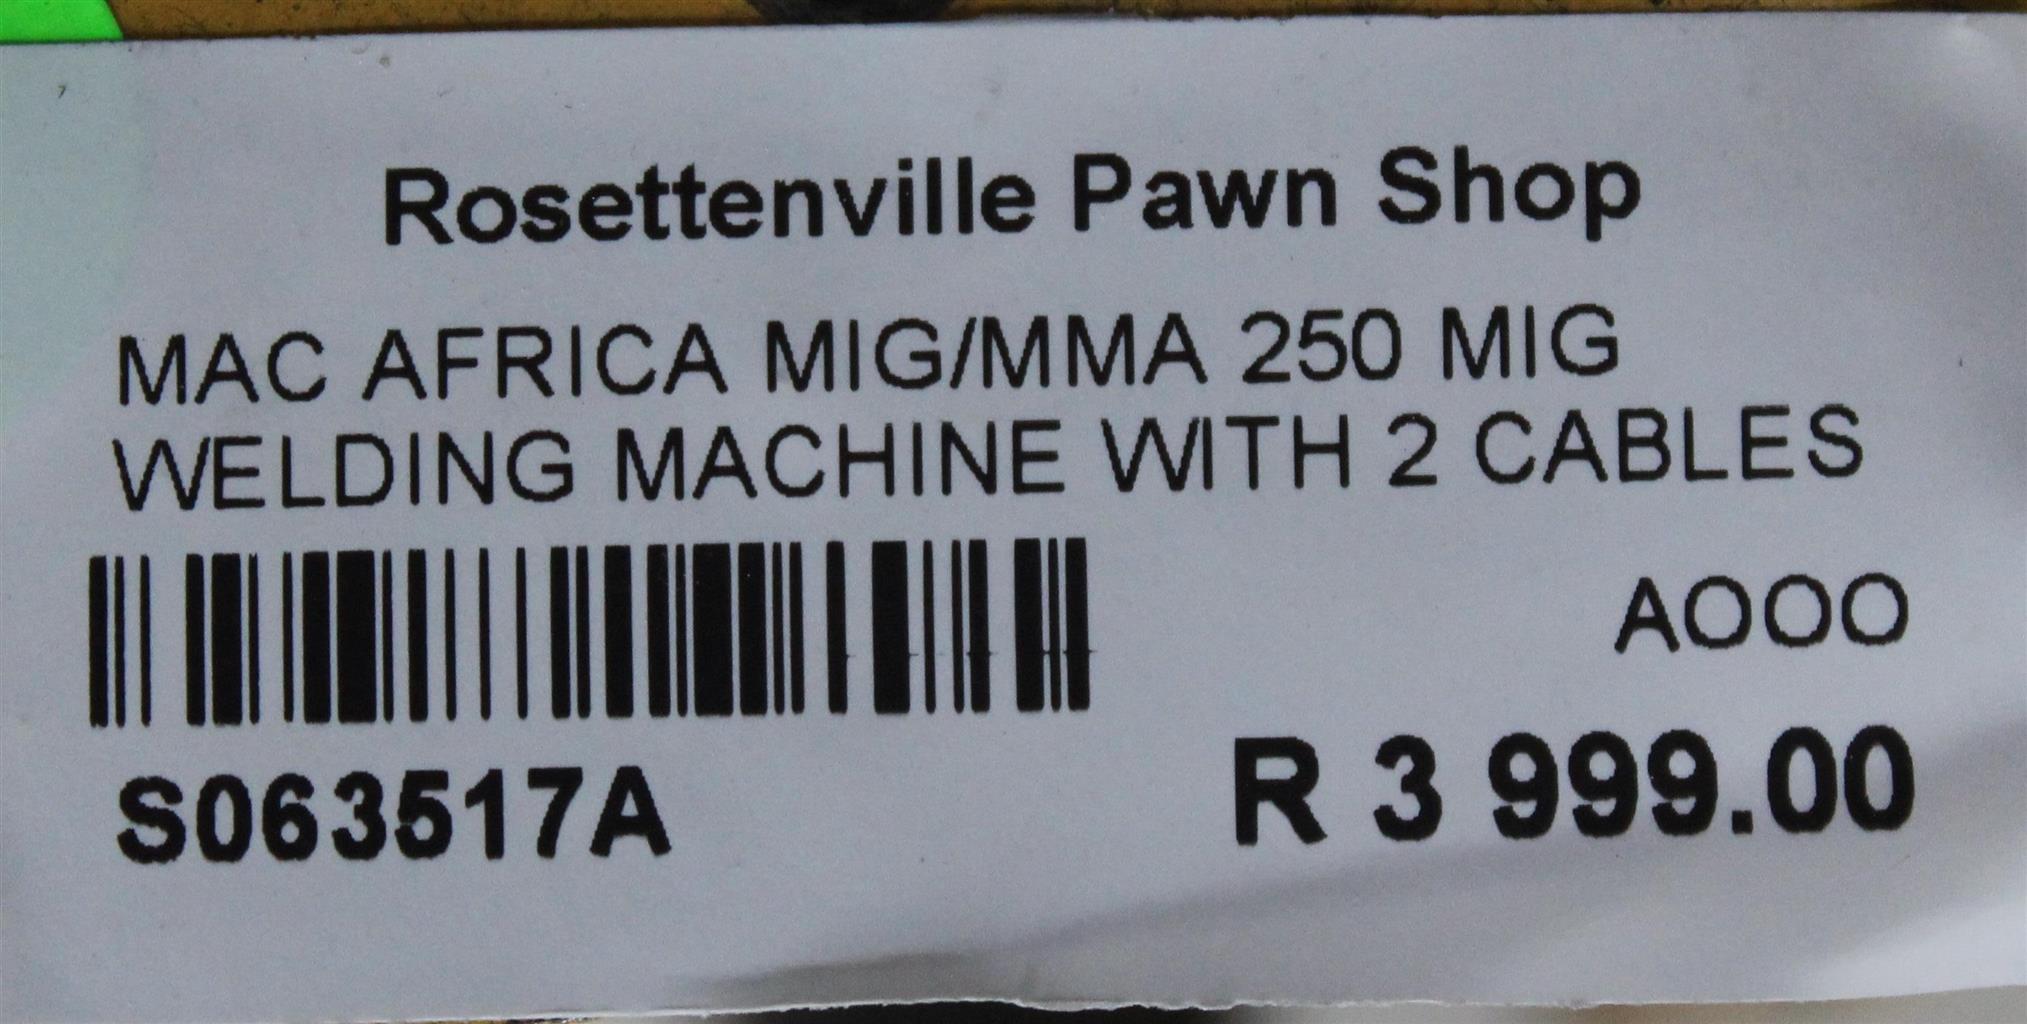 Rosettenville Pawn Shop
MAC AFRICA MIG/MMA 250 MIG
WELDING MACHINE WITH 2 CABLES
AOOO
S063517A
R 3 999.00